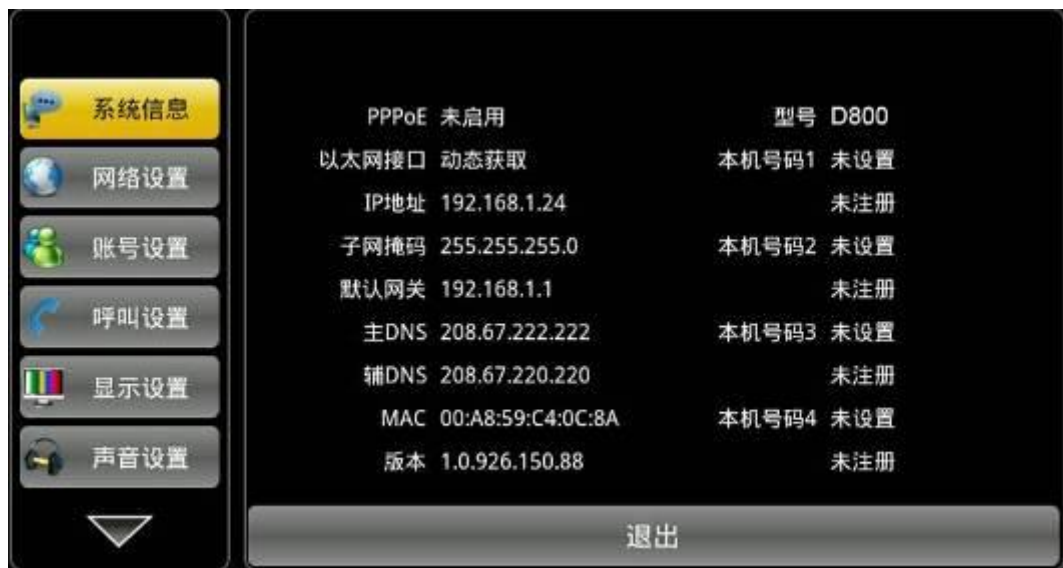 系统信息
网络设置
账号设置
呼叫设置
显示设置
声音设置
PPPoE 未启用 型号 D800
以太网接口 动态获取 本机号码1 未设置
IP地址 192.168.1.24 未注册
子网掩码 255.255.255.0 本机号码2 未设置
默认网关 192.168.1.1 未注册
主DNS 208.67.222.222 本机号码3 未设置
辅DNS 208.67.220.220 未注册
MAC 00:A8:59:C4:0C:8A 本机号码4 未设置
版本 1.0.926.150.88 未注册
退出